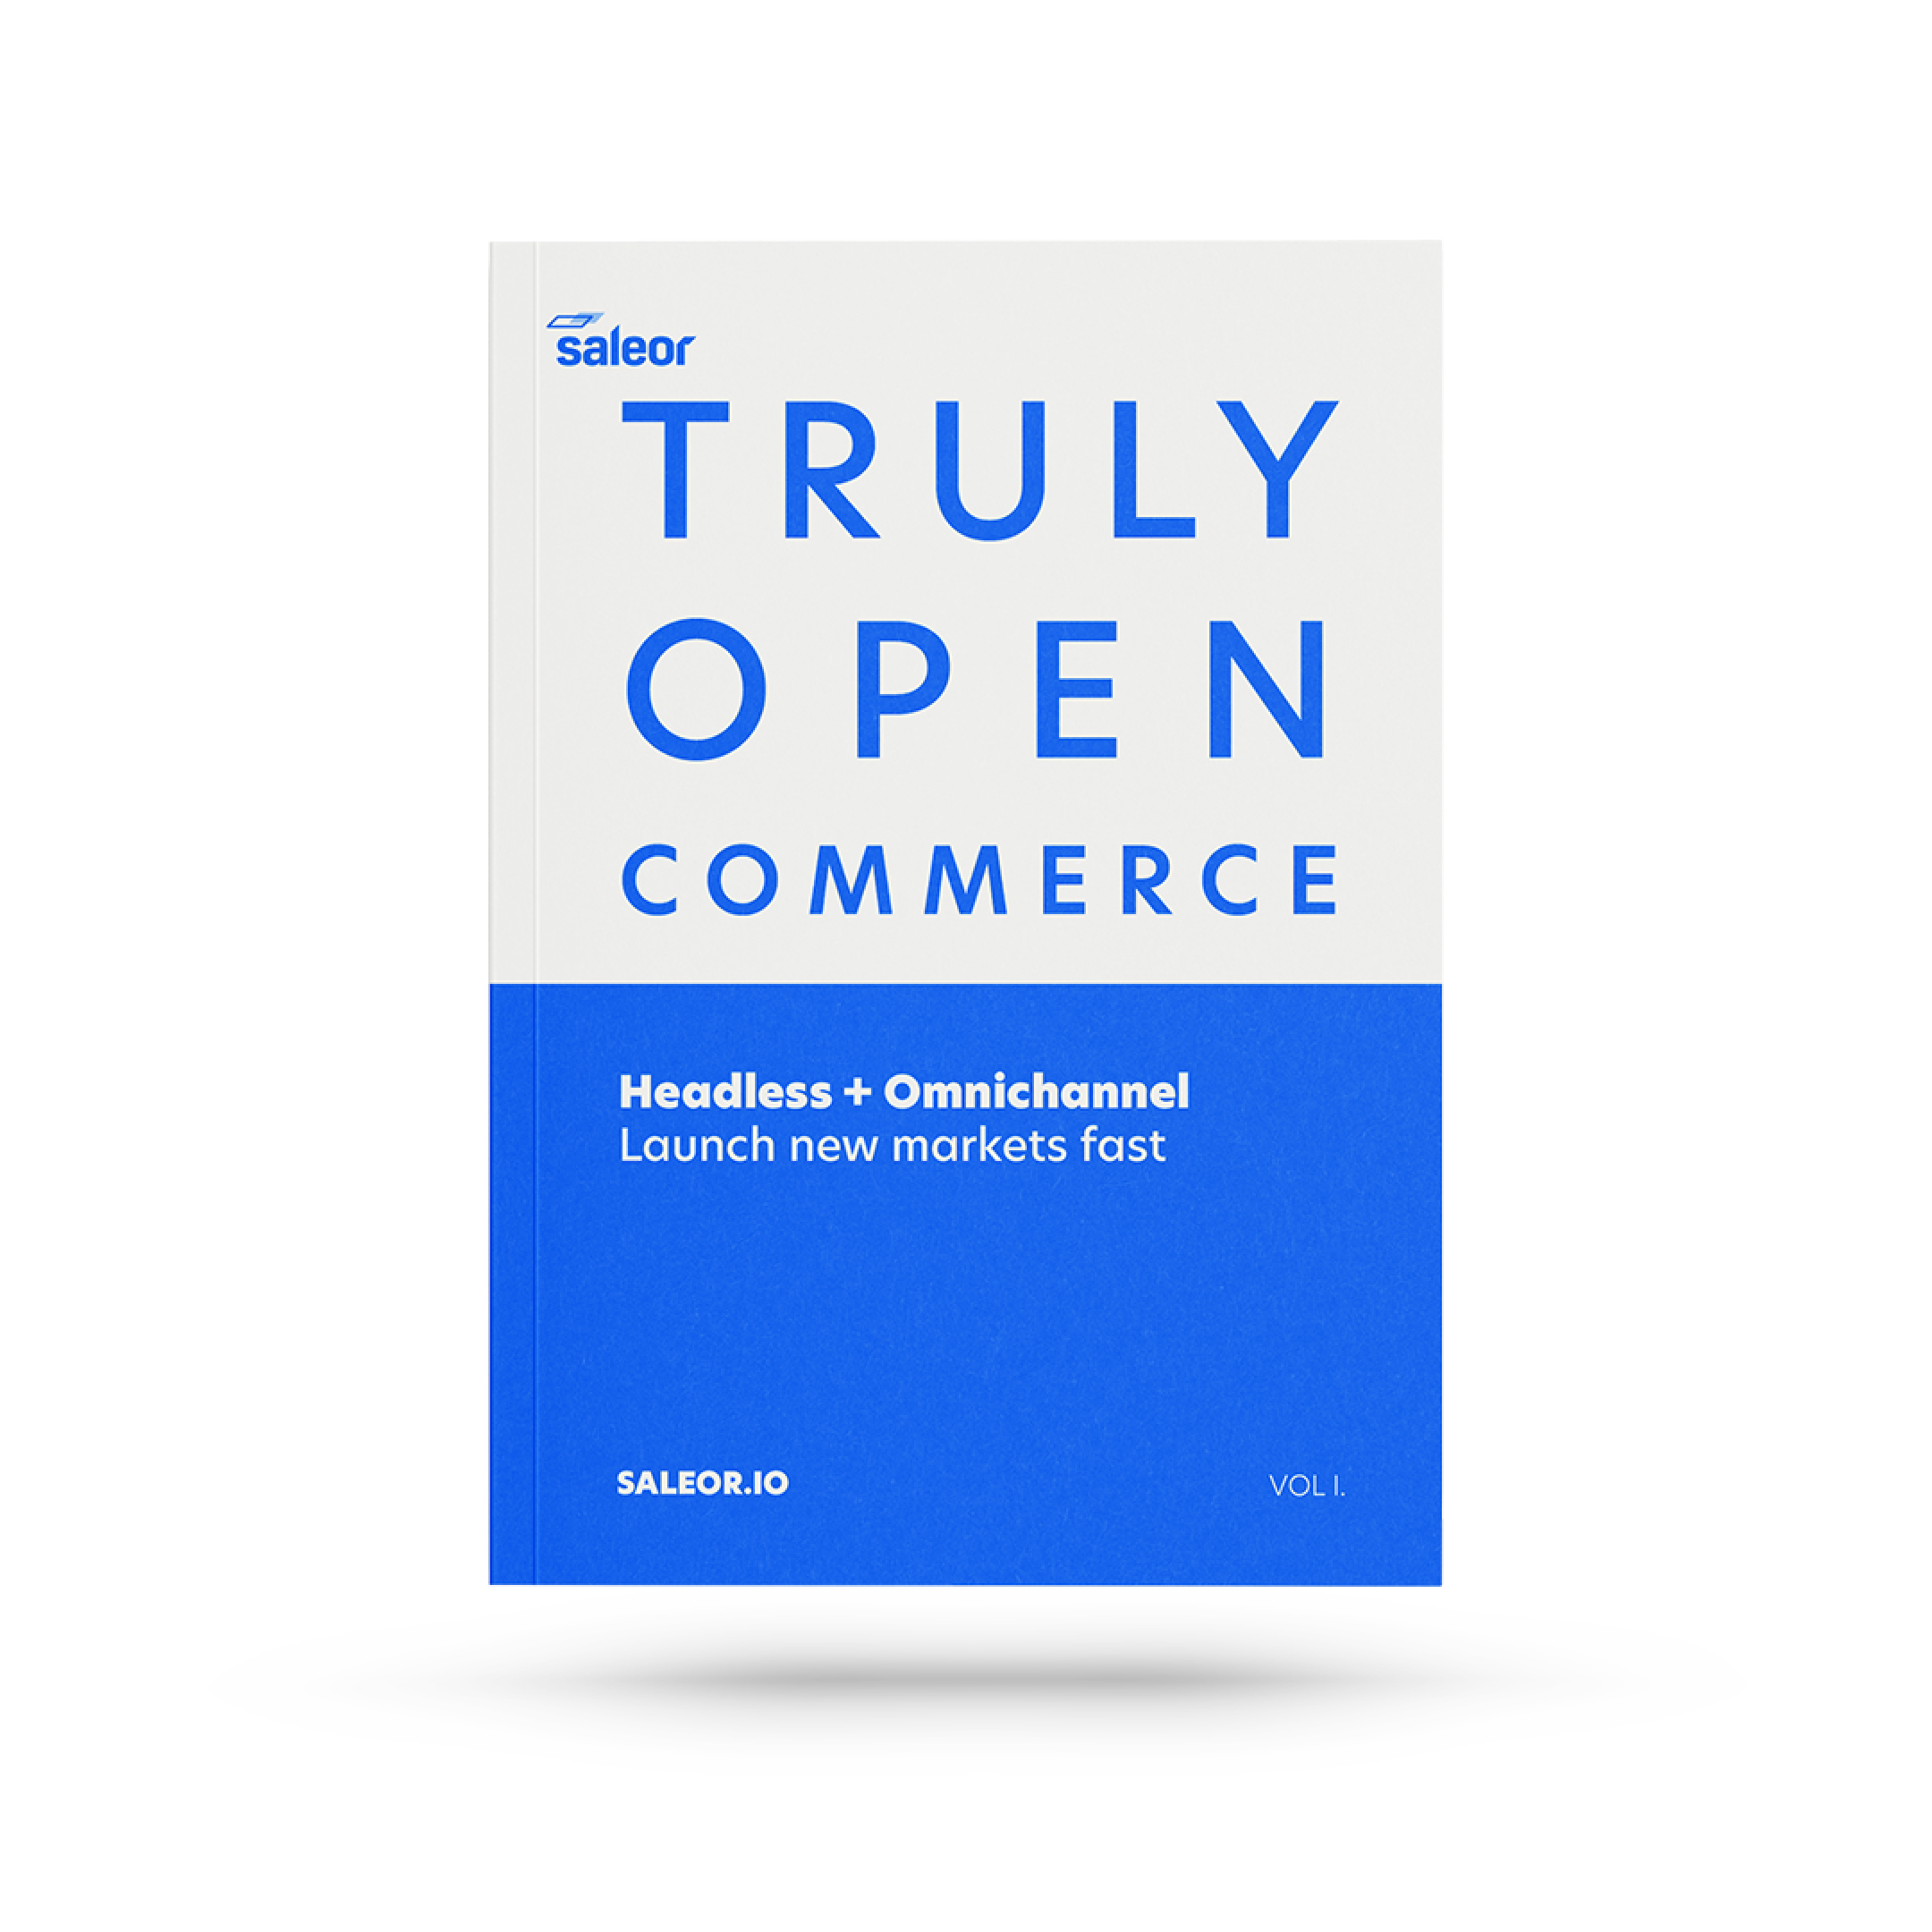 saleor
TRULY
OPEN
COMMERCE
Headless + Omnichannel
Launch new markets fast
SALEOR.IO
VOL I.